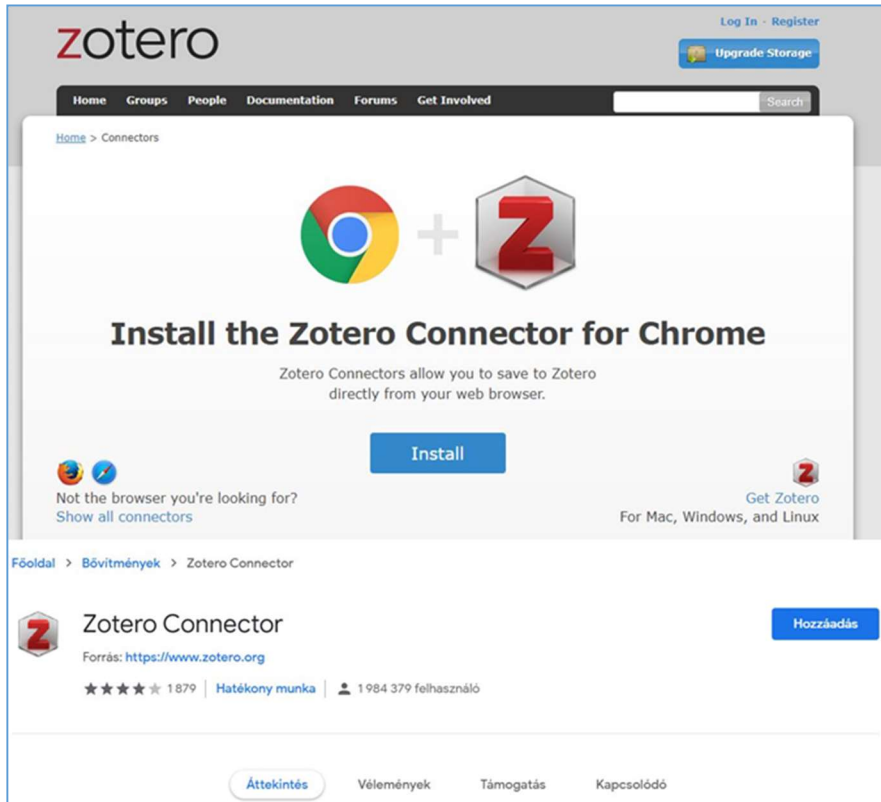 zotero
Log In · Register
Upgrade Storage
Home Groups People Documentation Forums Get Involved
Search
Home > Connectors
Install the Zotero Connector for Chrome
Zotero Connectors allow you to save to Zotero
directly from your web browser.
Install
Not the browser you're looking for?
Show all connectors
Get Zotero
For Mac, Windows, and Linux
Főoldal > Bővítmények > Zotero Connector
Z
Zotero Connector
Hozzáadás
Forrás: https://www.zotero.org
1879 | Hatékony munka | 1 984 379 felhasználó
Áttekintés Vélemények Támogatás Kapcsolódó